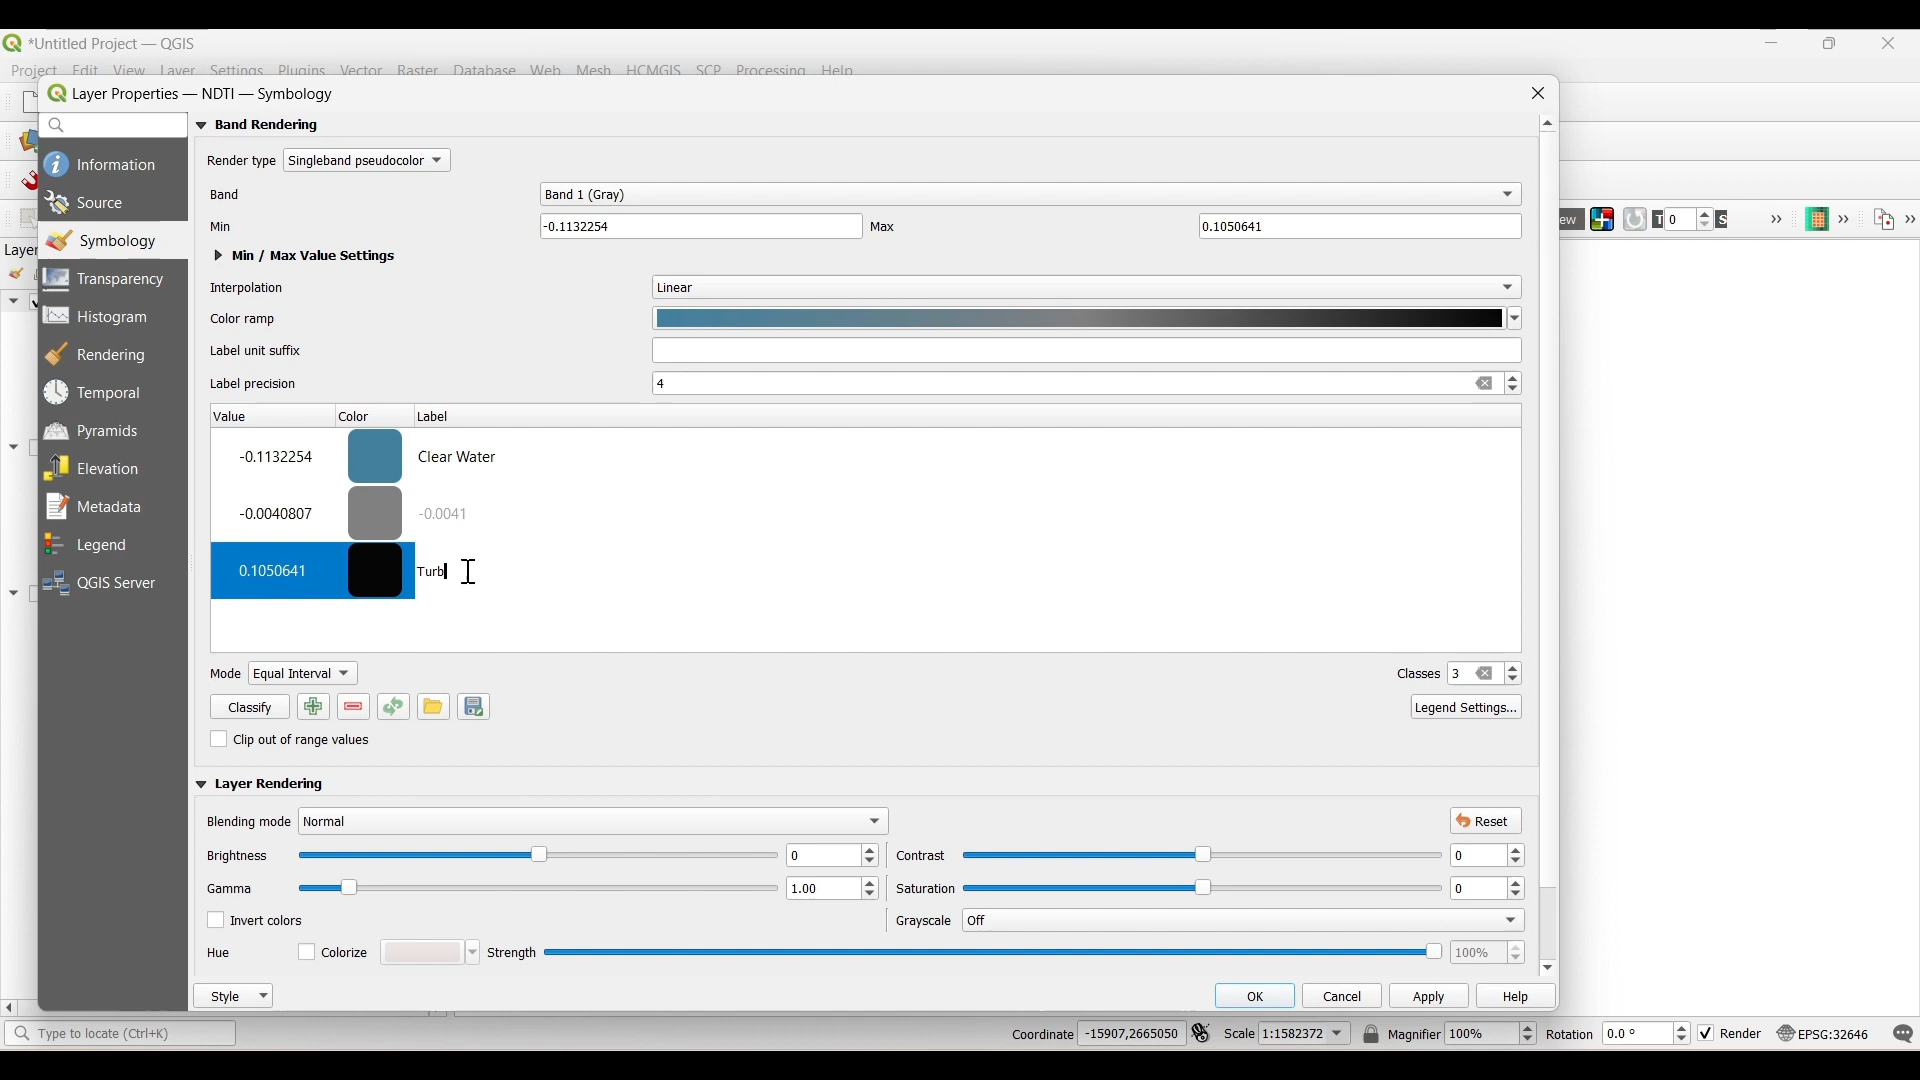 *Untitled Project — QGIS
Project Edit View Layer Settings Plugins Vector Raster Database Web Mesh HCMGIS SCP Processing Help
Layer Properties — NDTI — Symbology
Band Rendering
Information
Source
Symbology
Transparency
Histogram
Rendering
Temporal
Pyramids
Elevation
Metadata
Legend
QGIS Server
Render type Singleband pseudocolor
Band Band 1 (Gray)
Min -0.1132254 Max 0.1050641
Min / Max Value Settings
Interpolation Linear
Color ramp
Label unit suffix
Label precision 4
Value Color Label
-0.1132254 Clear Water
-0.0040807 -0.0041
0.1050641 Turb
Mode Equal Interval Classes 3
Classify Legend Settings...
Clip out of range values
Layer Rendering
Blending mode Normal Reset
Brightness 0 Contrast 0
Gamma 1.00 Saturation 0
Invert colors Grayscale Off
Hue Colorize Strength 100%
Style OK Cancel Apply Help
T 0 S
Type to locate (Ctrl+K) Coordinate -15907,2665050 Scale 1:1582372 Magnifier 100% Rotation 0.0 ° Render EPSG:32646